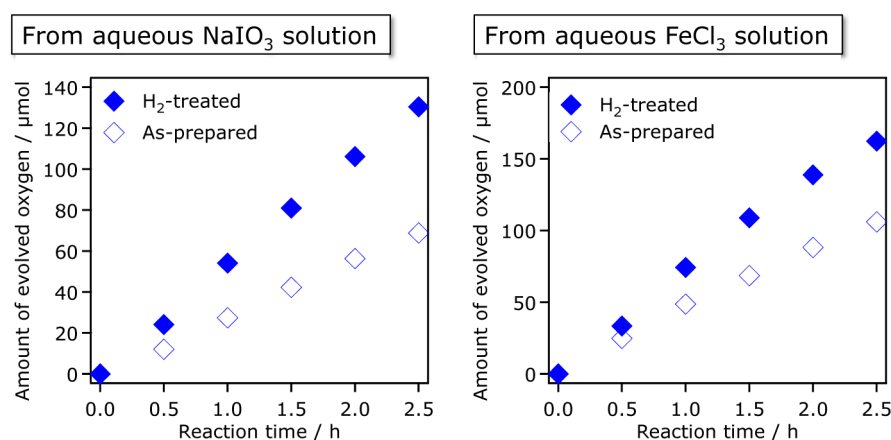 From aqueous NaIO₃ solution
Amount of evolved oxygen / μmol
140
120
100
80
60
40
20
0
H₂-treated
As-prepared
0.0 0.5 1.0 1.5 2.0 2.5
Reaction time / h
From aqueous FeCl₃ solution
Amount of evolved oxygen / μmol
200
150
100
50
0
H₂-treated
As-prepared
0.0 0.5 1.0 1.5 2.0 2.5
Reaction time / h